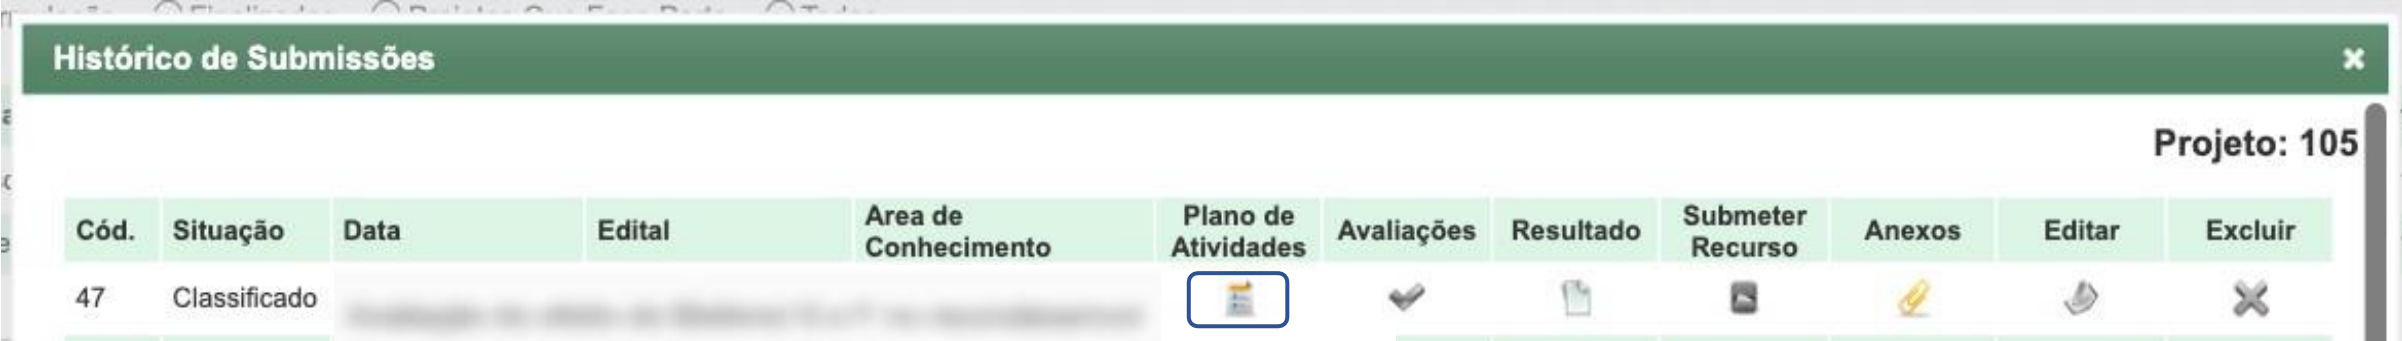 Histórico de Submissões
Projeto: 105
Cód. Situação Data Edital Area de Conhecimento Plano de Atividades Avaliações Resultado Submeter Recurso Anexos Editar Excluir
47 Classificado